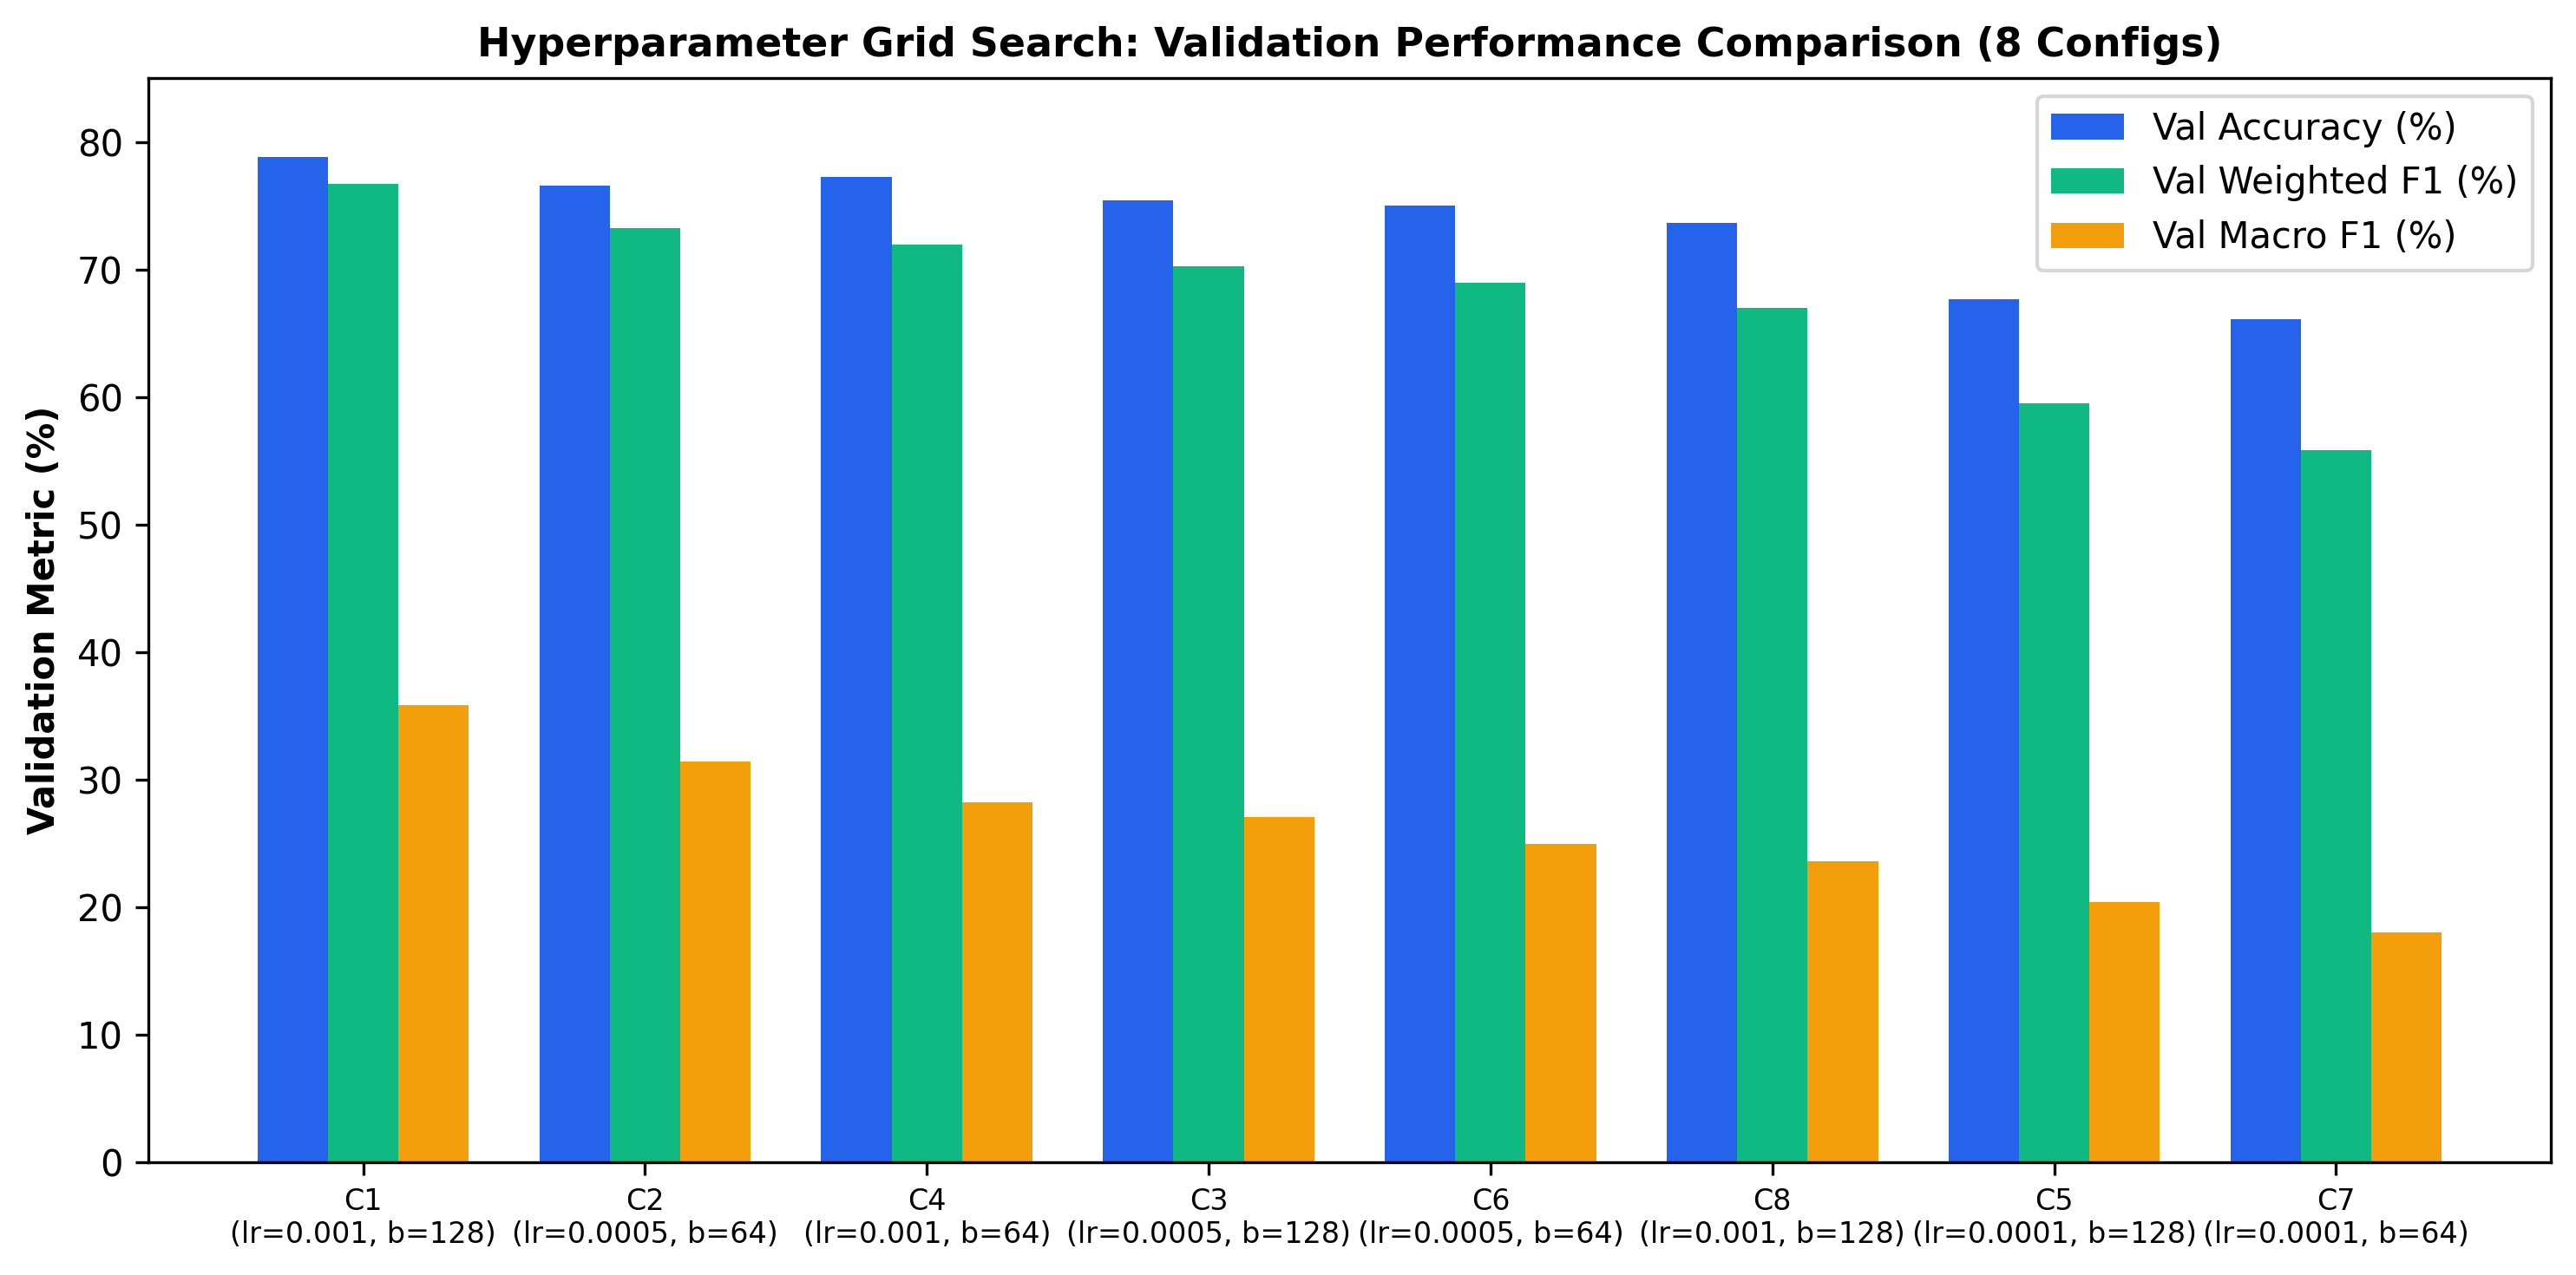 Hyperparameter Grid Search: Validation Performance Comparison (8 Configs)
Val Accuracy (%)
Val Weighted F1 (%)
Val Macro F1 (%)
Validation Metric (%)
80
70
60
50
40
30
20
10
0
C1
(lr=0.001, b=128)
C2
(lr=0.0005, b=64)
C4
(lr=0.001, b=64)
C3
(lr=0.0005, b=128)
C6
(lr=0.0005, b=64)
C8
(lr=0.001, b=128)
C5
(lr=0.0001, b=128)
C7
(lr=0.0001, b=64)